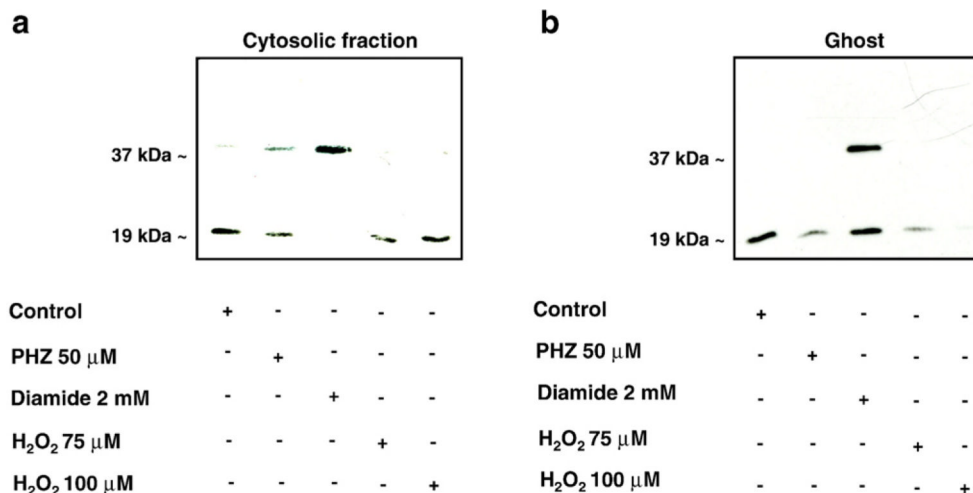 a
Cytosolic fraction
37 kDa ~
19 kDa ~
Control + - - - -
PHZ 50 μM - + - - -
Diamide 2 mM - - + - -
H₂O₂ 75 μM - - - + -
H₂O₂ 100 μM - - - - +
b
Ghost
37 kDa ~
19 kDa ~
Control + - - - -
PHZ 50 μM - + - - -
Diamide 2 mM - - + - -
H₂O₂ 75 μM - - - + -
H₂O₂ 100 μM - - - - +